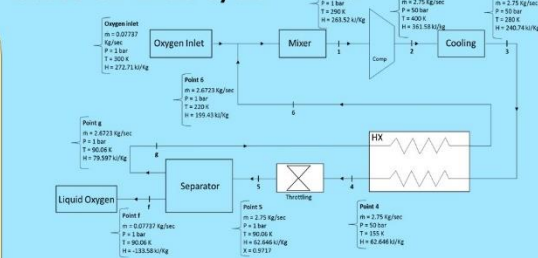 P = 1 bar
T = 290 K
H = 263.52 kJ/Kg
m = 2.75 Kg/sec
P = 50 bar
T = 400 K
H = 361.58 kJ/Kg
m = 2.75 Kg/sec
P = 50 bar
T = 280 K
H = 240.74 kJ/Kg
Oxygen inlet
m = 0.07737
Kg/sec
P = 1 bar
T = 300 K
H = 272.71 kJ/Kg
Oxygen Inlet
Mixer
1
Comp
2
Cooling
3
Point 6
m = 2.6723 Kg/sec
P = 1 bar
T = 220 K
H = 199.43 kJ/Kg
6
Point g
m = 2.6723 Kg/sec
P = 1 bar
T = 90.06 K
H = 79.597 kJ/Kg
g
HX
Separator
5
Throttling
4
Liquid Oxygen
f
Point f
m = 0.07737 Kg/sec
P = 1 bar
T = 90.06 K
H = -133.58 kJ/Kg
Point 5
m = 2.75 Kg/sec
P = 1 bar
T = 90.06 K
H = 62.646 kJ/Kg
X = 0.9717
Point 4
m = 2.75 Kg/sec
P = 50 bar
T = 155 K
H = 62.646 kJ/Kg